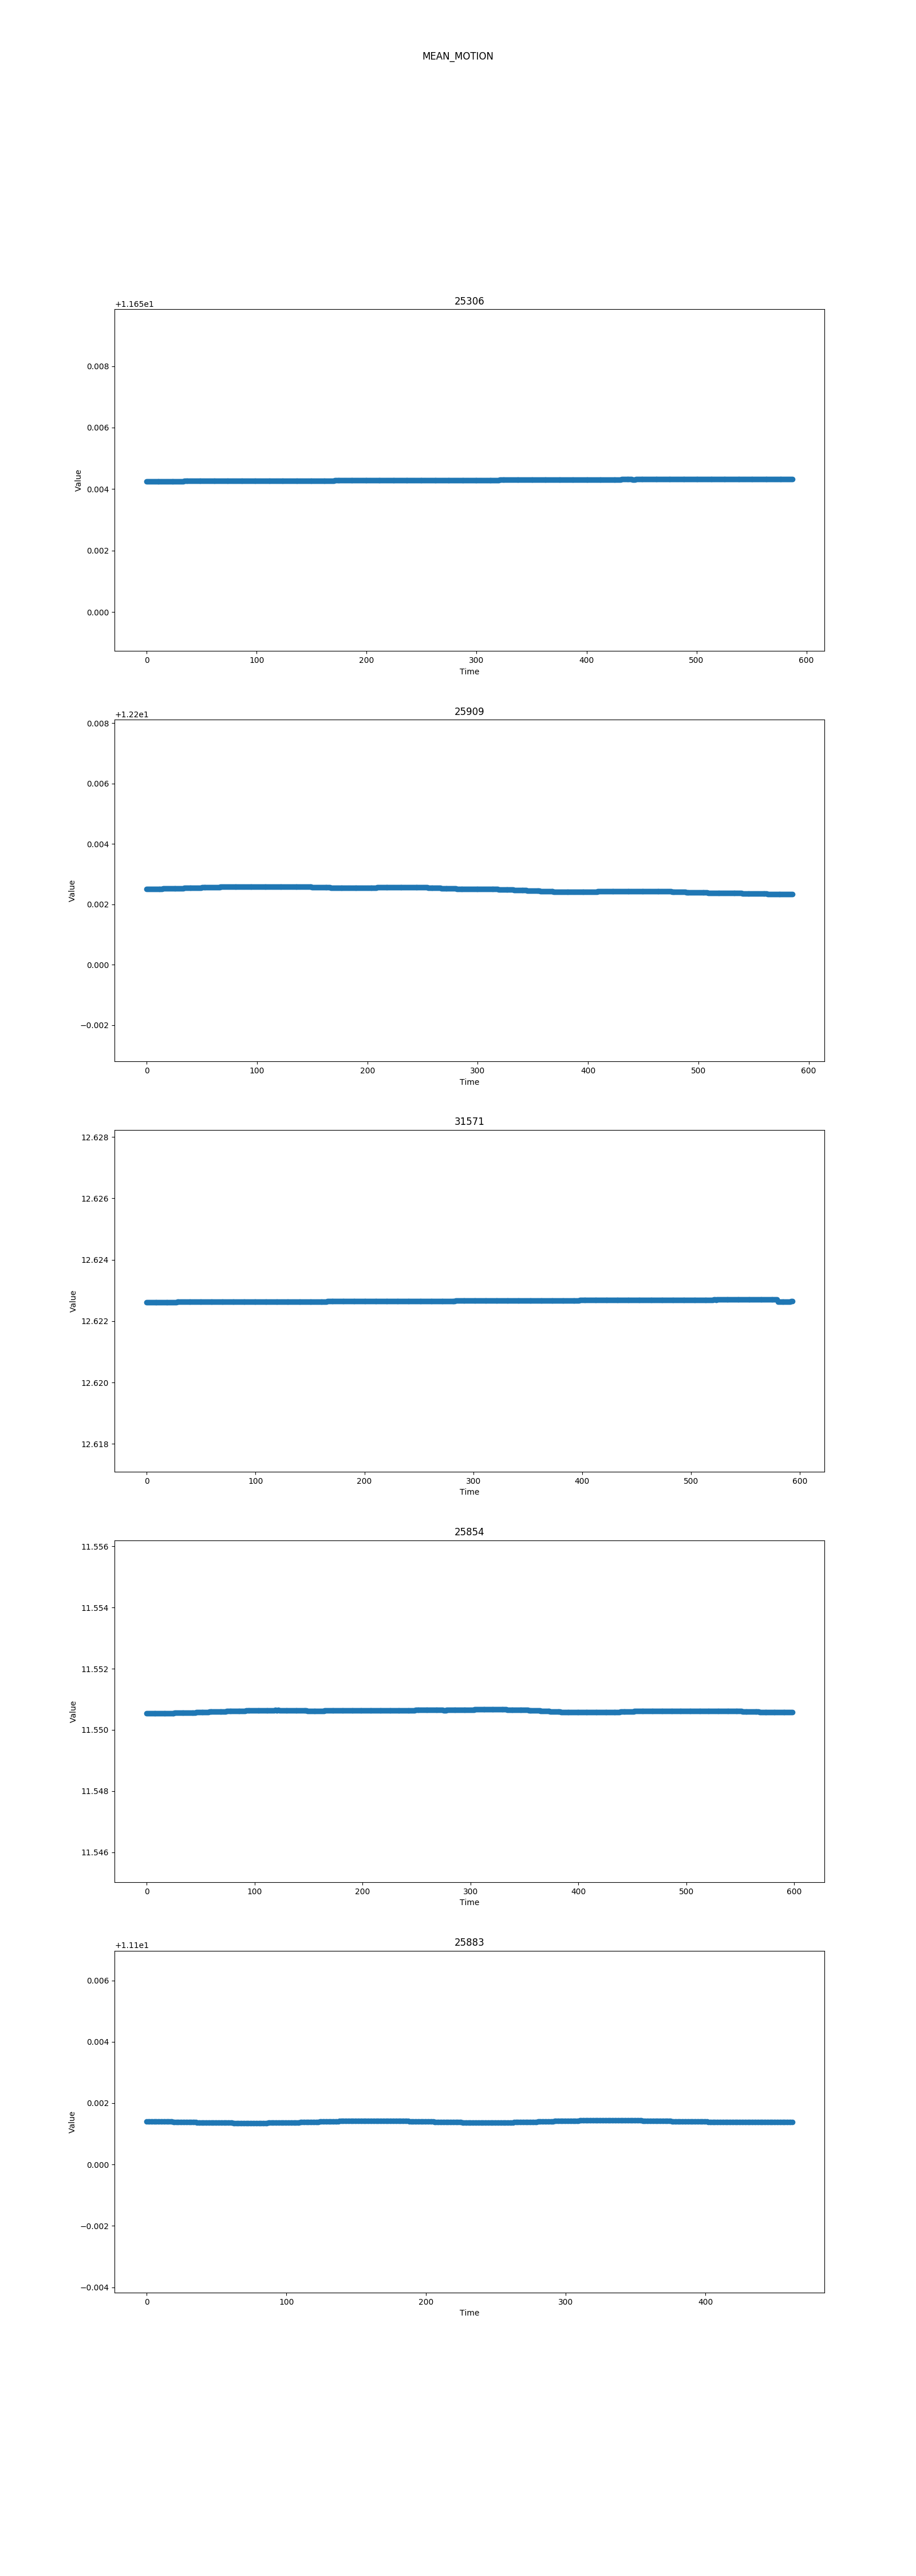 MEAN_MOTION
25306
+1.165e1
0.008
0.006
0.004
0.002
0.000
Value
0 100 200 300 400 500 600
Time
25909
+1.22e1
0.008
0.006
0.004
0.002
0.000
−0.002
Value
0 100 200 300 400 500 600
Time
31571
12.628
12.626
12.624
12.622
12.620
12.618
Value
0 100 200 300 400 500 600
Time
25854
11.556
11.554
11.552
11.550
11.548
11.546
Value
0 100 200 300 400 500 600
Time
25883
+1.11e1
0.006
0.004
0.002
0.000
−0.002
−0.004
Value
0 100 200 300 400
Time